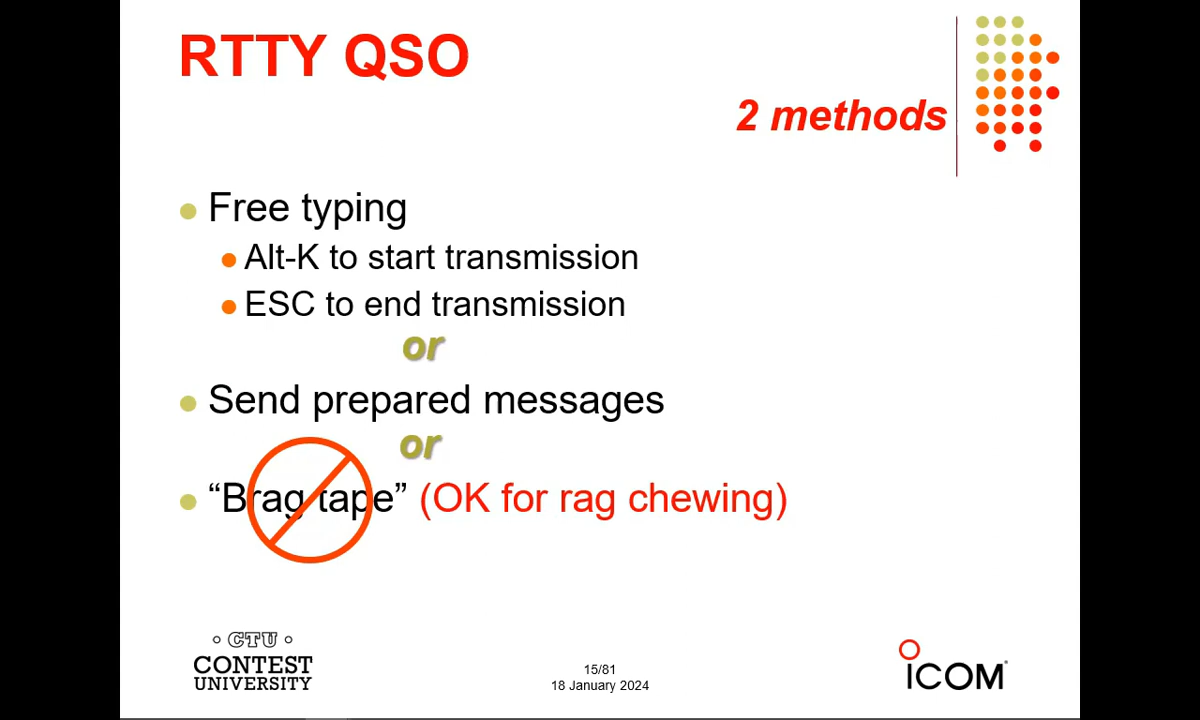 RTTY QSO
2 methods
Free typing
Alt-K to start transmission
ESC to end transmission
or
Send prepared messages
or
“Brag tape” (OK for rag chewing)
CTU
CONTEST
UNIVERSITY
15/81
18 January 2024
ICOM